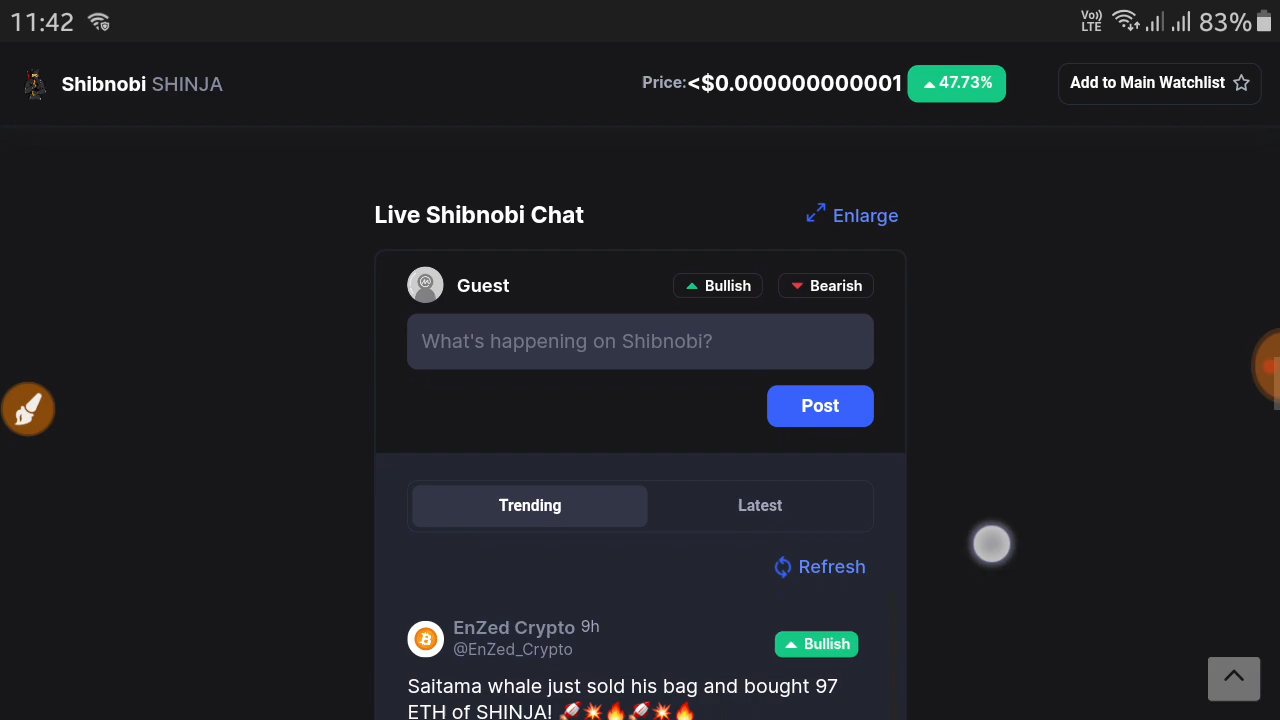 11:42
Vo))
LTE
83%
Shibnobi SHINJA
Price:<$0.000000000001
47.73%
Add to Main Watchlist
Live Shibnobi Chat
Enlarge
Guest
Bullish
Bearish
What's happening on Shibnobi?
Post
Trending
Latest
Refresh
EnZed Crypto 9h
@EnZed_Crypto
Bullish
Saitama whale just sold his bag and bought 97
ETH of SHINJA! 🚀💥🔥🚀💥🔥